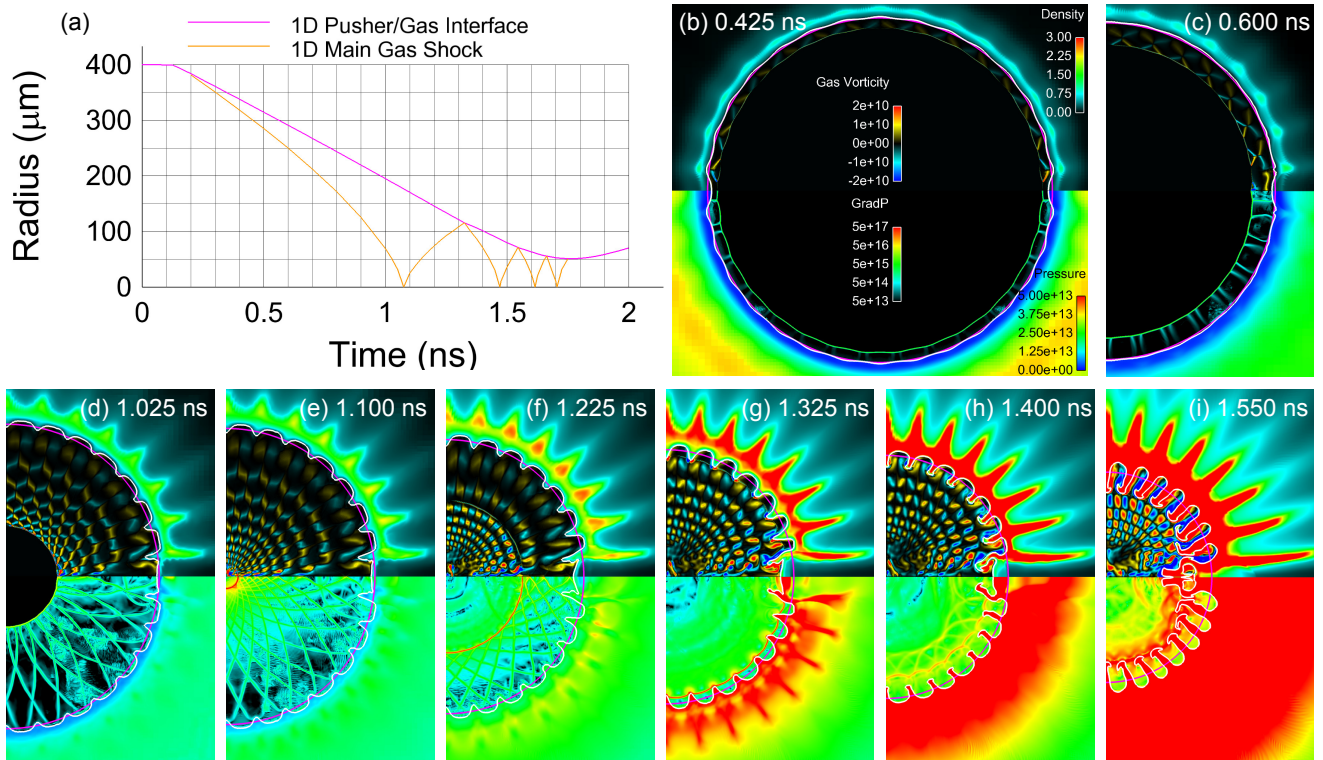 (a)
1D Pusher/Gas Interface
1D Main Gas Shock
Radius (μm)
400
300
200
100
0
0
0.5
1
1.5
2
Time (ns)
(b) 0.425 ns
Density
3.00
2.25
1.50
0.75
0.00
Gas Vorticity
2e+10
1e+10
0e+00
-1e+10
-2e+10
GradP
5e+17
5e+16
5e+15
5e+14
5e+13
Pressure
5.00e+13
3.75e+13
2.50e+13
1.25e+13
0.00e+00
(c) 0.600 ns
(d) 1.025 ns
(e) 1.100 ns
(f) 1.225 ns
(g) 1.325 ns
(h) 1.400 ns
(i) 1.550 ns